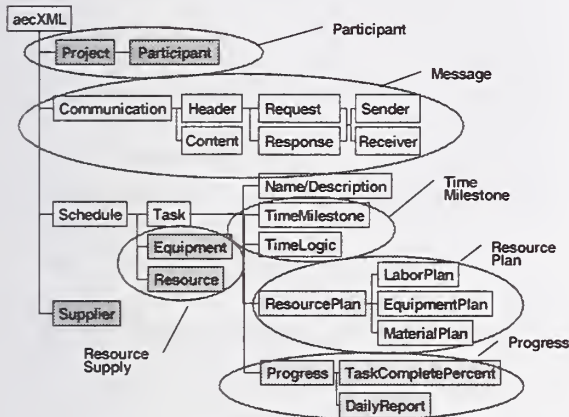 aecXML
Participant
Project Participant
Message
Communication Header Request Sender
Content Response Receiver
Name/Description
Time
Milestone
Schedule Task TimeMilestone
Equipment TimeLogic
Resource
Plan
Resource LaborPlan
Supplier ResourcePlan EquipmentPlan
MaterialPlan
Resource
Supply
Progress
Progress TaskCompletePercent
DailyReport